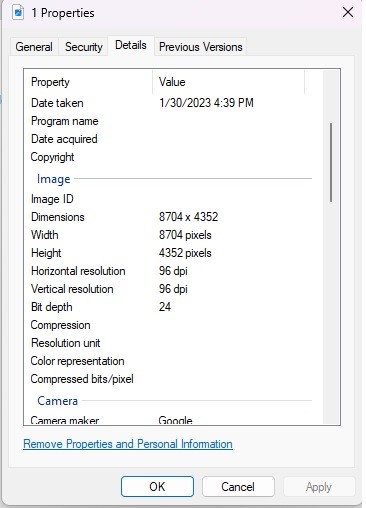 1 Properties
General Security Details Previous Versions
Property Value
Date taken 1/30/2023 4:39 PM
Program name
Date acquired
Copyright
Image
Image ID
Dimensions 8704 x 4352
Width 8704 pixels
Height 4352 pixels
Horizontal resolution 96 dpi
Vertical resolution 96 dpi
Bit depth 24
Compression
Resolution unit
Color representation
Compressed bits/pixel
Camera
Camera maker Google
Remove Properties and Personal Information
OK Cancel Apply